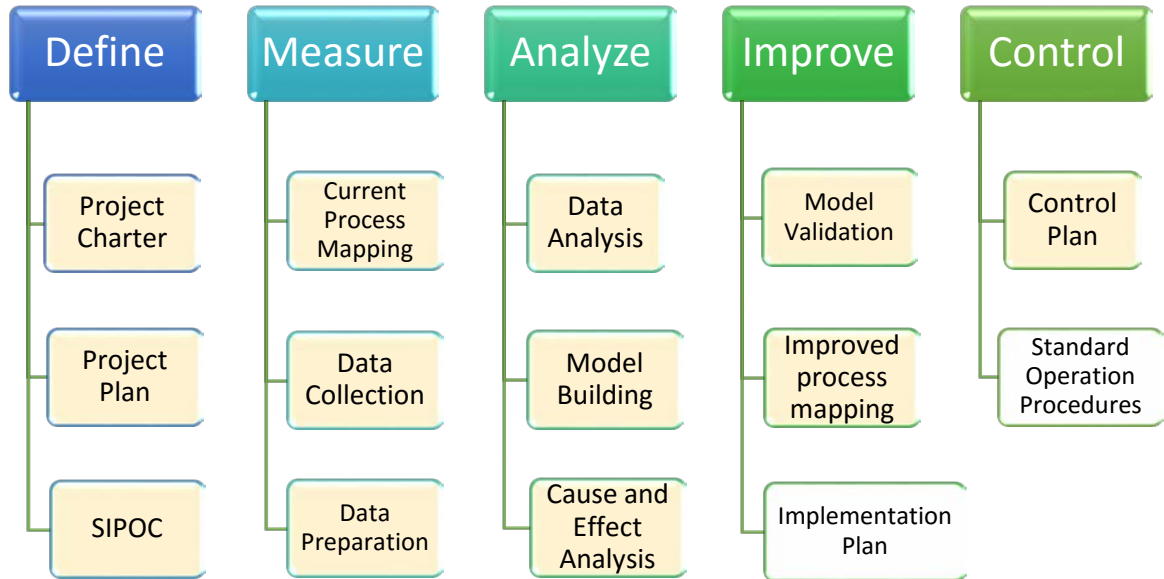 Define
Project
Charter
Project
Plan
SIPOC
Measure
Current
Process
Mapping
Data
Collection
Data
Preparation
Analyze
Data
Analysis
Model
Building
Cause and
Effect
Analysis
Improve
Model
Validation
Improved
process
mapping
Implementation
Plan
Control
Control
Plan
Standard
Operation
Procedures